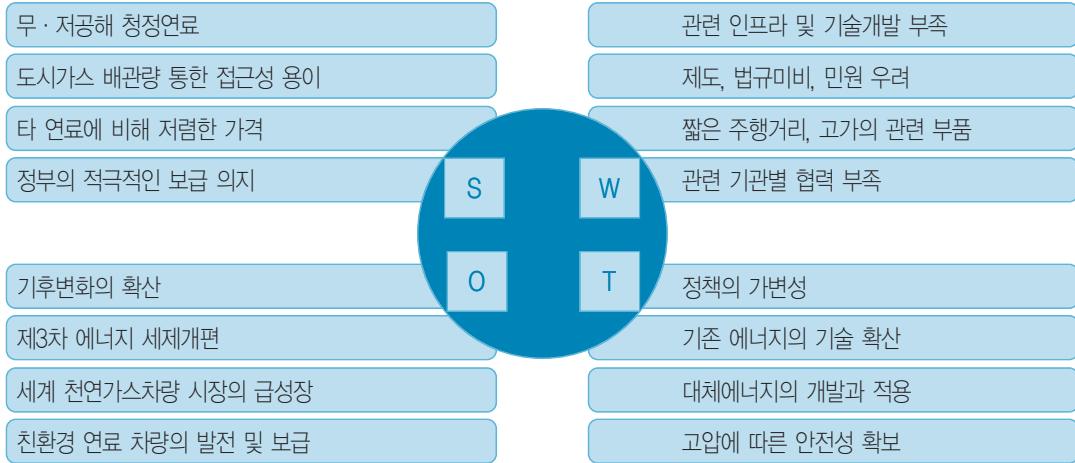 무 · 저공해 청정연료
도시가스 배관량 통한 접근성 용이
타 연료에 비해 저렴한 가격
정부의 적극적인 보급 의지
관련 인프라 및 기술개발 부족
제도, 법규미비, 민원 우려
짧은 주행거리, 고가의 관련 부품
관련 기관별 협력 부족
S
W
O
T
기후변화의 확산
제3차 에너지 세제개편
세계 천연가스차량 시장의 급성장
친환경 연료 차량의 발전 및 보급
정책의 가변성
기존 에너지의 기술 확산
대체에너지의 개발과 적용
고압에 따른 안전성 확보